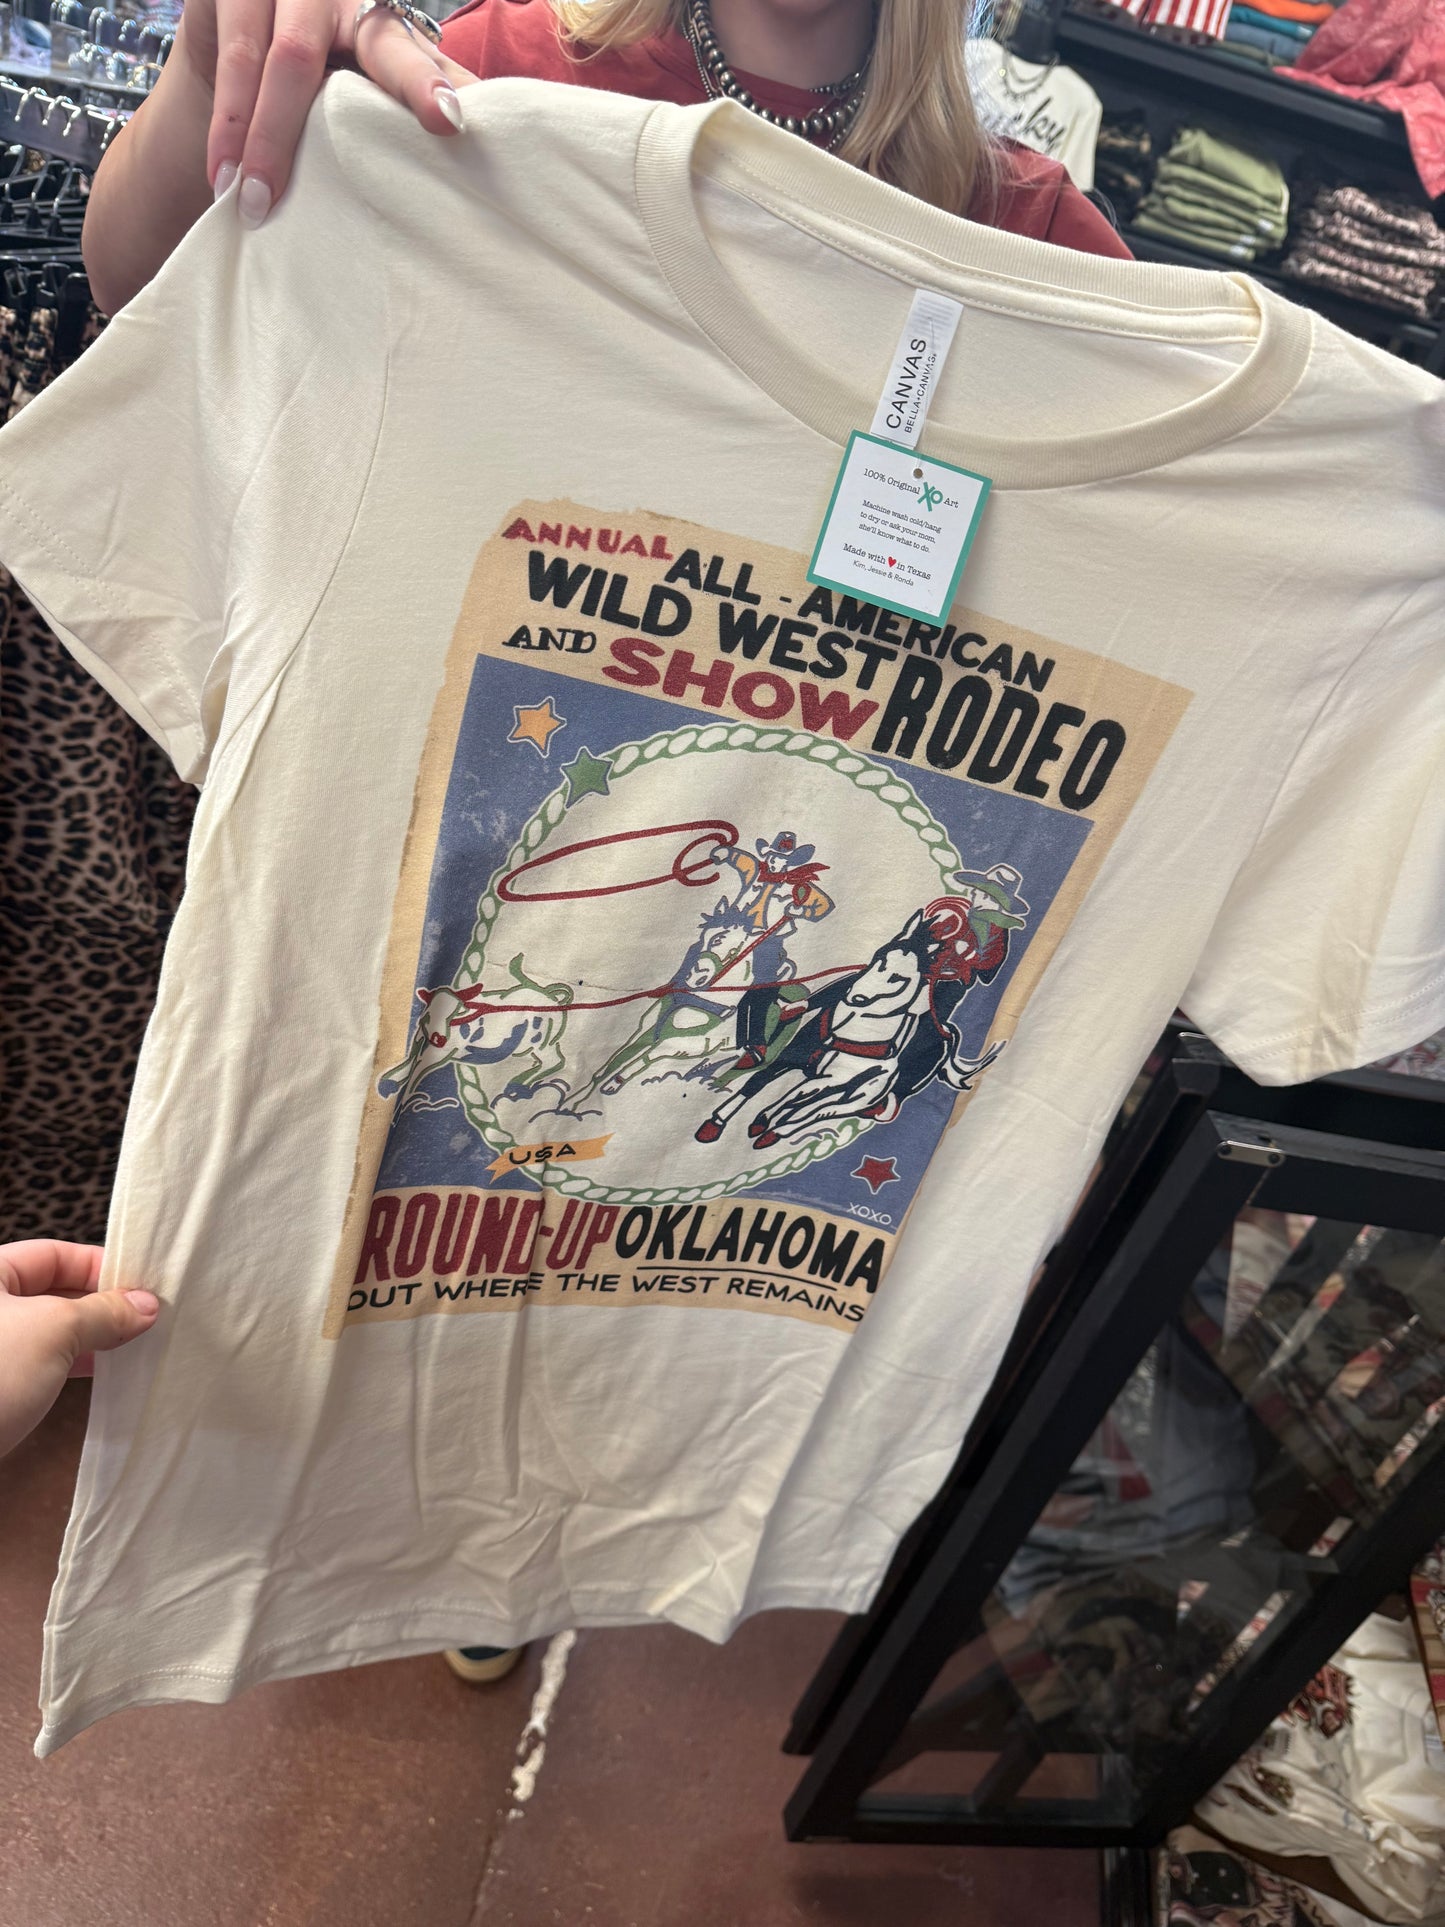 CANVAS
BELLA+CANVAS.
100% Original XO Art
Machine wash cold/hang
to dry or ask your mom,
she'll know what to do.
Made with ♥ in Texas
Kim, Jessie & Ronda
ANNUAL ALL-AMERICAN
WILD WEST RODEO
AND SHOW
USA
XOXO
ROUND-UP OKLAHOMA
OUT WHERE THE WEST REMAINS